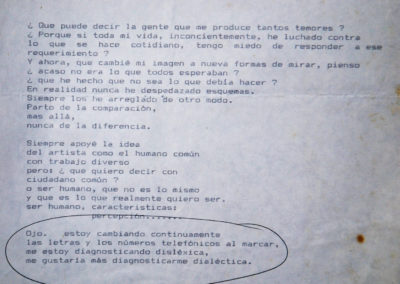 ¿ Que puede decir la gente que me produce tantos temores ?
¿ Porque si toda mi vida, inconcientemente, he luchado contra
lo que se hace cotidiano, tengo miedo de responder a ese
requerimiento ?
Y ahora, que cambié mi imagen a nueva formas de mirar, pienso
¿ acaso no era lo que todos esperaban ?
¿ que he hecho que no sea lo que debía hacer ?
En realidad nunca he despedazado esquemas.
Siempre los he arreglado de otro modo.
Parto de la comparación,
mas allá,
nunca de la diferencia.
Siempre apoyé la idea
del artista como el humano común
con trabajo diverso
pero: ¿ que quiero decir con
ciudadano común ?
o ser humano, que no es lo mismo
y que es lo que realmente quiero ser.
ser humano, características:
percepción.......
Ojo. estoy cambiando continuamente
las letras y los números telefónicos al marcar,
me estoy diagnosticando disléxica,
me gustaría más diagnosticarme dialéctica.